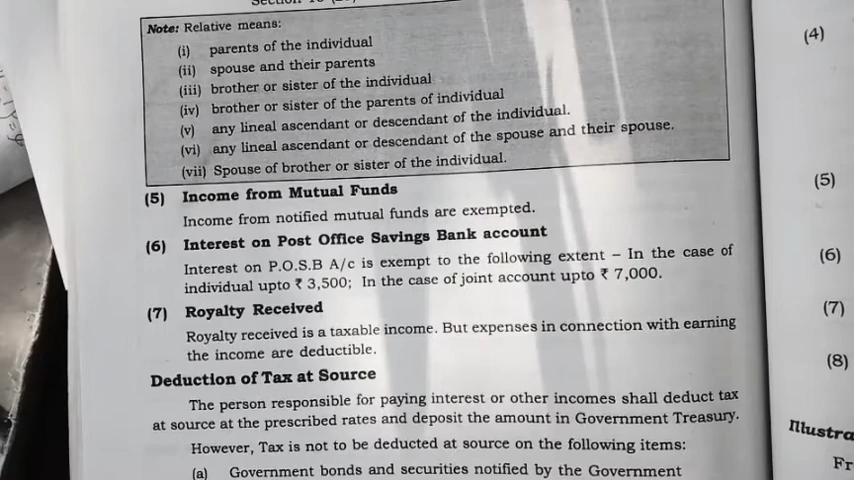 Note: Relative means:
(i) parents of the individual
(ii) spouse and their parents
(iii) brother or sister of the individual
(iv) brother or sister of the parents of individual
(v) any lineal ascendant or descendant of the individual.
(vi) any lineal ascendant or descendant of the spouse and their spouse.
(vii) Spouse of brother or sister of the individual.
(5) Income from Mutual Funds
Income from notified mutual funds are exempted.
(6) Interest on Post Office Savings Bank account
Interest on P.O.S.B A/c is exempt to the following extent – In the case of
individual upto ₹ 3,500; In the case of joint account upto ₹ 7,000.
(7) Royalty Received
Royalty received is a taxable income. But expenses in connection with earning
the income are deductible.
Deduction of Tax at Source
The person responsible for paying interest or other incomes shall deduct tax
at source at the prescribed rates and deposit the amount in Government Treasury.
However, Tax is not to be deducted at source on the following items:
(a) Government bonds and securities notified by the Government
(4)
(5)
(6)
(7)
(8)
Illustra
Fr